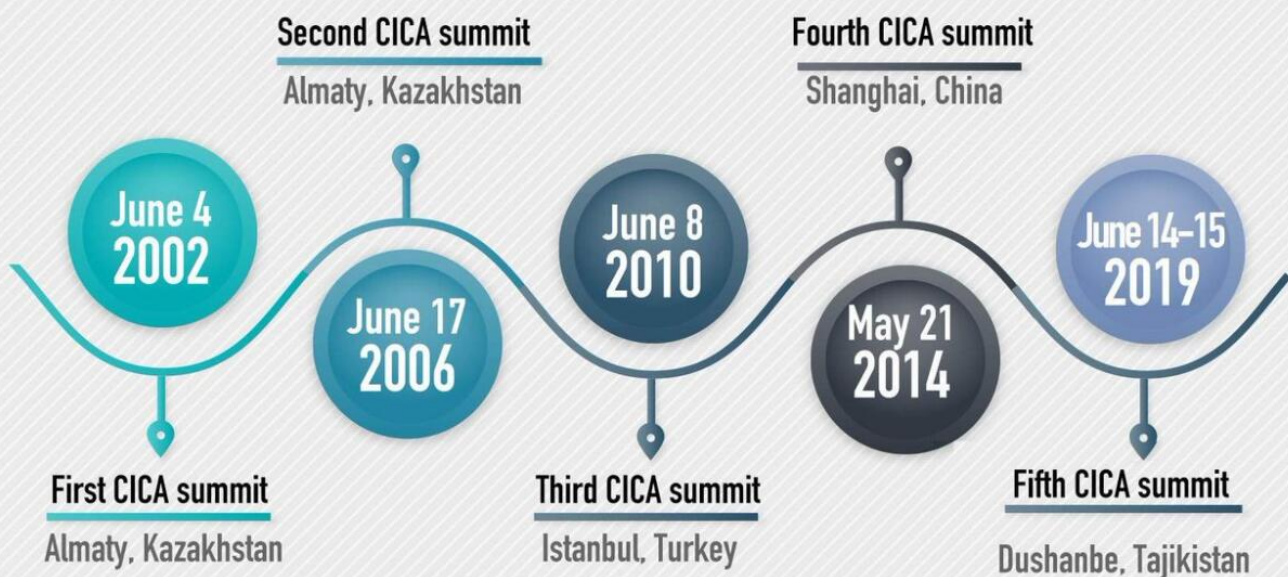 Second CICA summit
Almaty, Kazakhstan
Fourth CICA summit
Shanghai, China
June 4
2002
June 17
2006
June 8
2010
May 21
2014
June 14-15
2019
First CICA summit
Almaty, Kazakhstan
Third CICA summit
Istanbul, Turkey
Fifth CICA summit
Dushanbe, Tajikistan